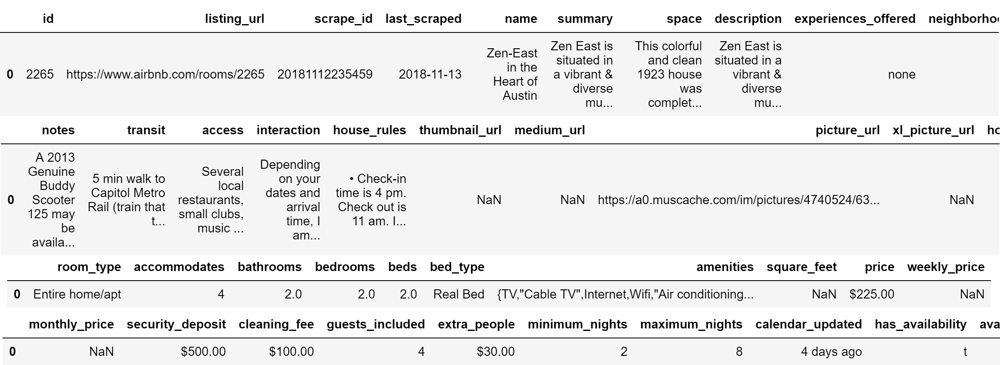 id listing_url scrape_id last_scraped name summary space description experiences_offered neighborhoo
Zen East is This colorful Zen East is
Zen-East situated in and clean situated in a
in the
0 2265 https://www.airbnb.com/rooms/2265 20181112235459 2018-11-13 a vibrant & 1923 house vibrant & none
Heart of
diverse was diverse
Austin
mu... complet... mu...
notes transit access interaction house_rules thumbnail_url medium_url picture_url xl_picture_url ho
A 2013
Depending
Genuine Several
Buddy 5 min walk to local on your • Check-in
Capitol Metro dates and time is 4 pm.
0 Scooter restaurants, NaN NaN https://a0.muscache.com/im/pictures/4740524/63... NaN
Rail (train that arrival Check out is
125 may small clubs,
t... time, I 11 am. I...
be music ...
am...
availa...
room_type accommodates bathrooms bedrooms beds bed_type amenities square_feet price weekly_price
0 Entire home/apt 4 2.0 2.0 2.0 Real Bed {TV,"Cable TV",Internet,Wifi,"Air conditioning... NaN $225.00 NaN
monthly_price security_deposit cleaning_fee guests_included extra_people minimum_nights maximum_nights calendar_updated has_availability ava
0 NaN $500.00 $100.00 4 $30.00 2 8 4 days ago t